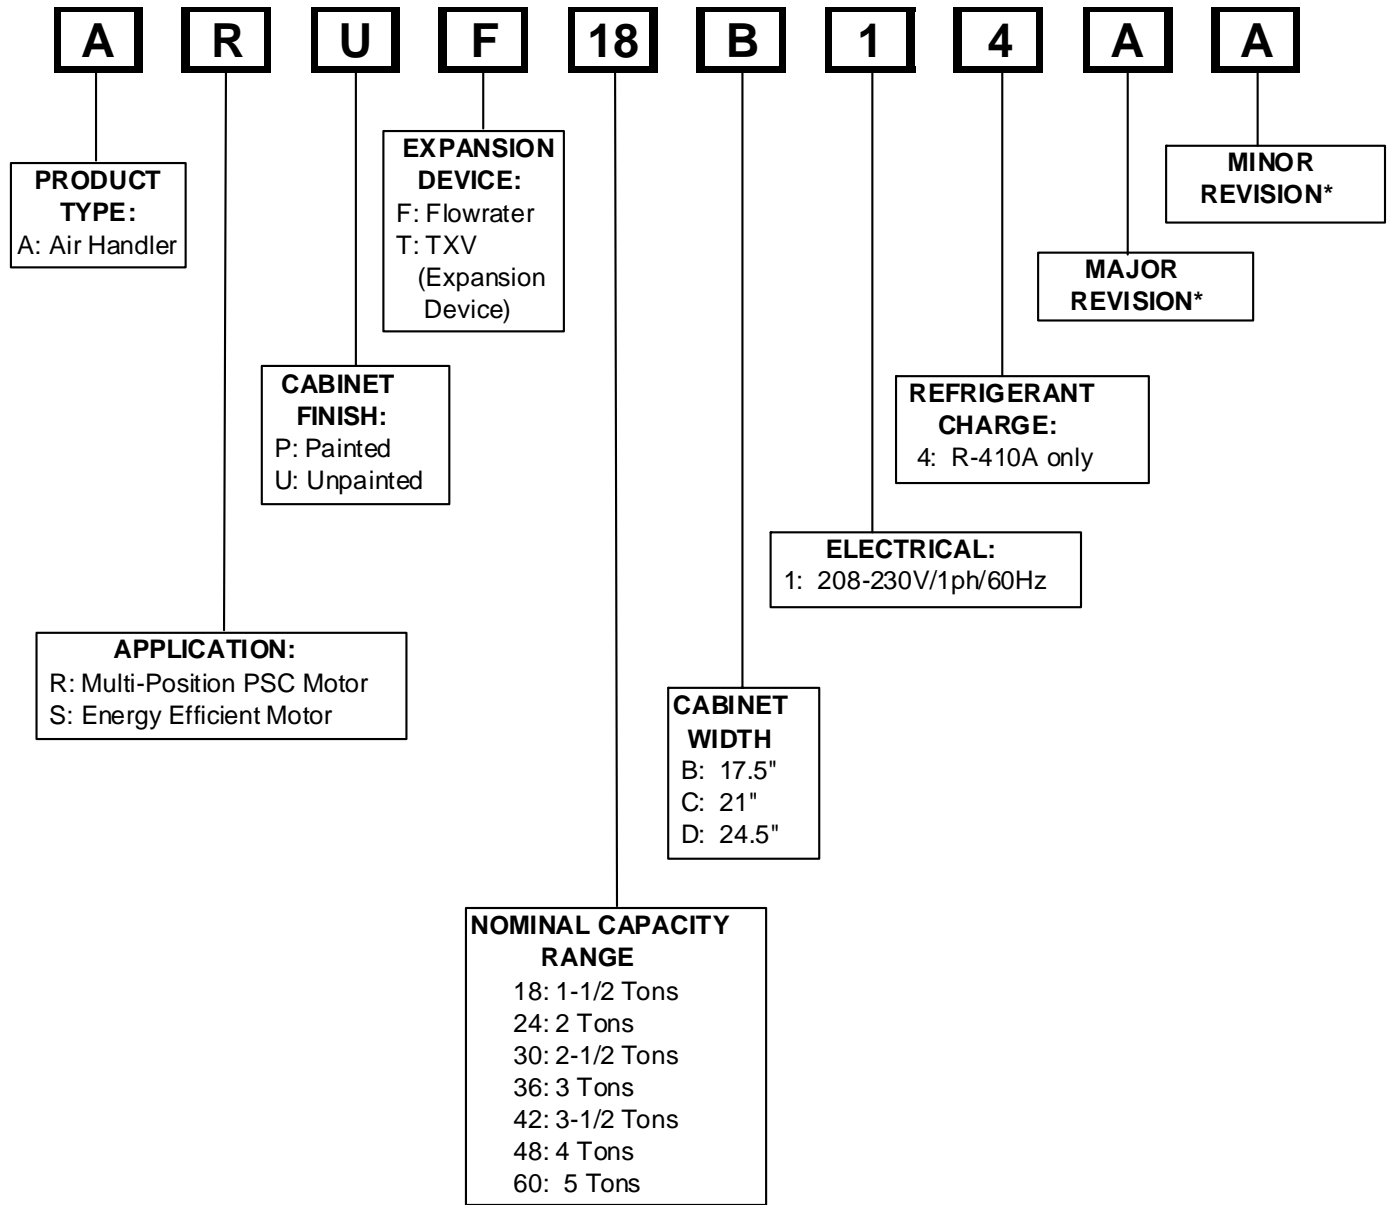 A R U F 18 B 1 4 A A
PRODUCT
TYPE:
A: Air Handler
EXPANSION
DEVICE:
F: Flowrater
T: TXV
(Expansion
Device)
MINOR
REVISION*
MAJOR
REVISION*
CABINET
FINISH:
P: Painted
U: Unpainted
REFRIGERANT
CHARGE:
4: R-410A only
ELECTRICAL:
1: 208-230V/1ph/60Hz
APPLICATION:
R: Multi-Position PSC Motor
S: Energy Efficient Motor
CABINET
WIDTH
B: 17.5"
C: 21"
D: 24.5"
NOMINAL CAPACITY
RANGE
18: 1-1/2 Tons
24: 2 Tons
30: 2-1/2 Tons
36: 3 Tons
42: 3-1/2 Tons
48: 4 Tons
60: 5 Tons